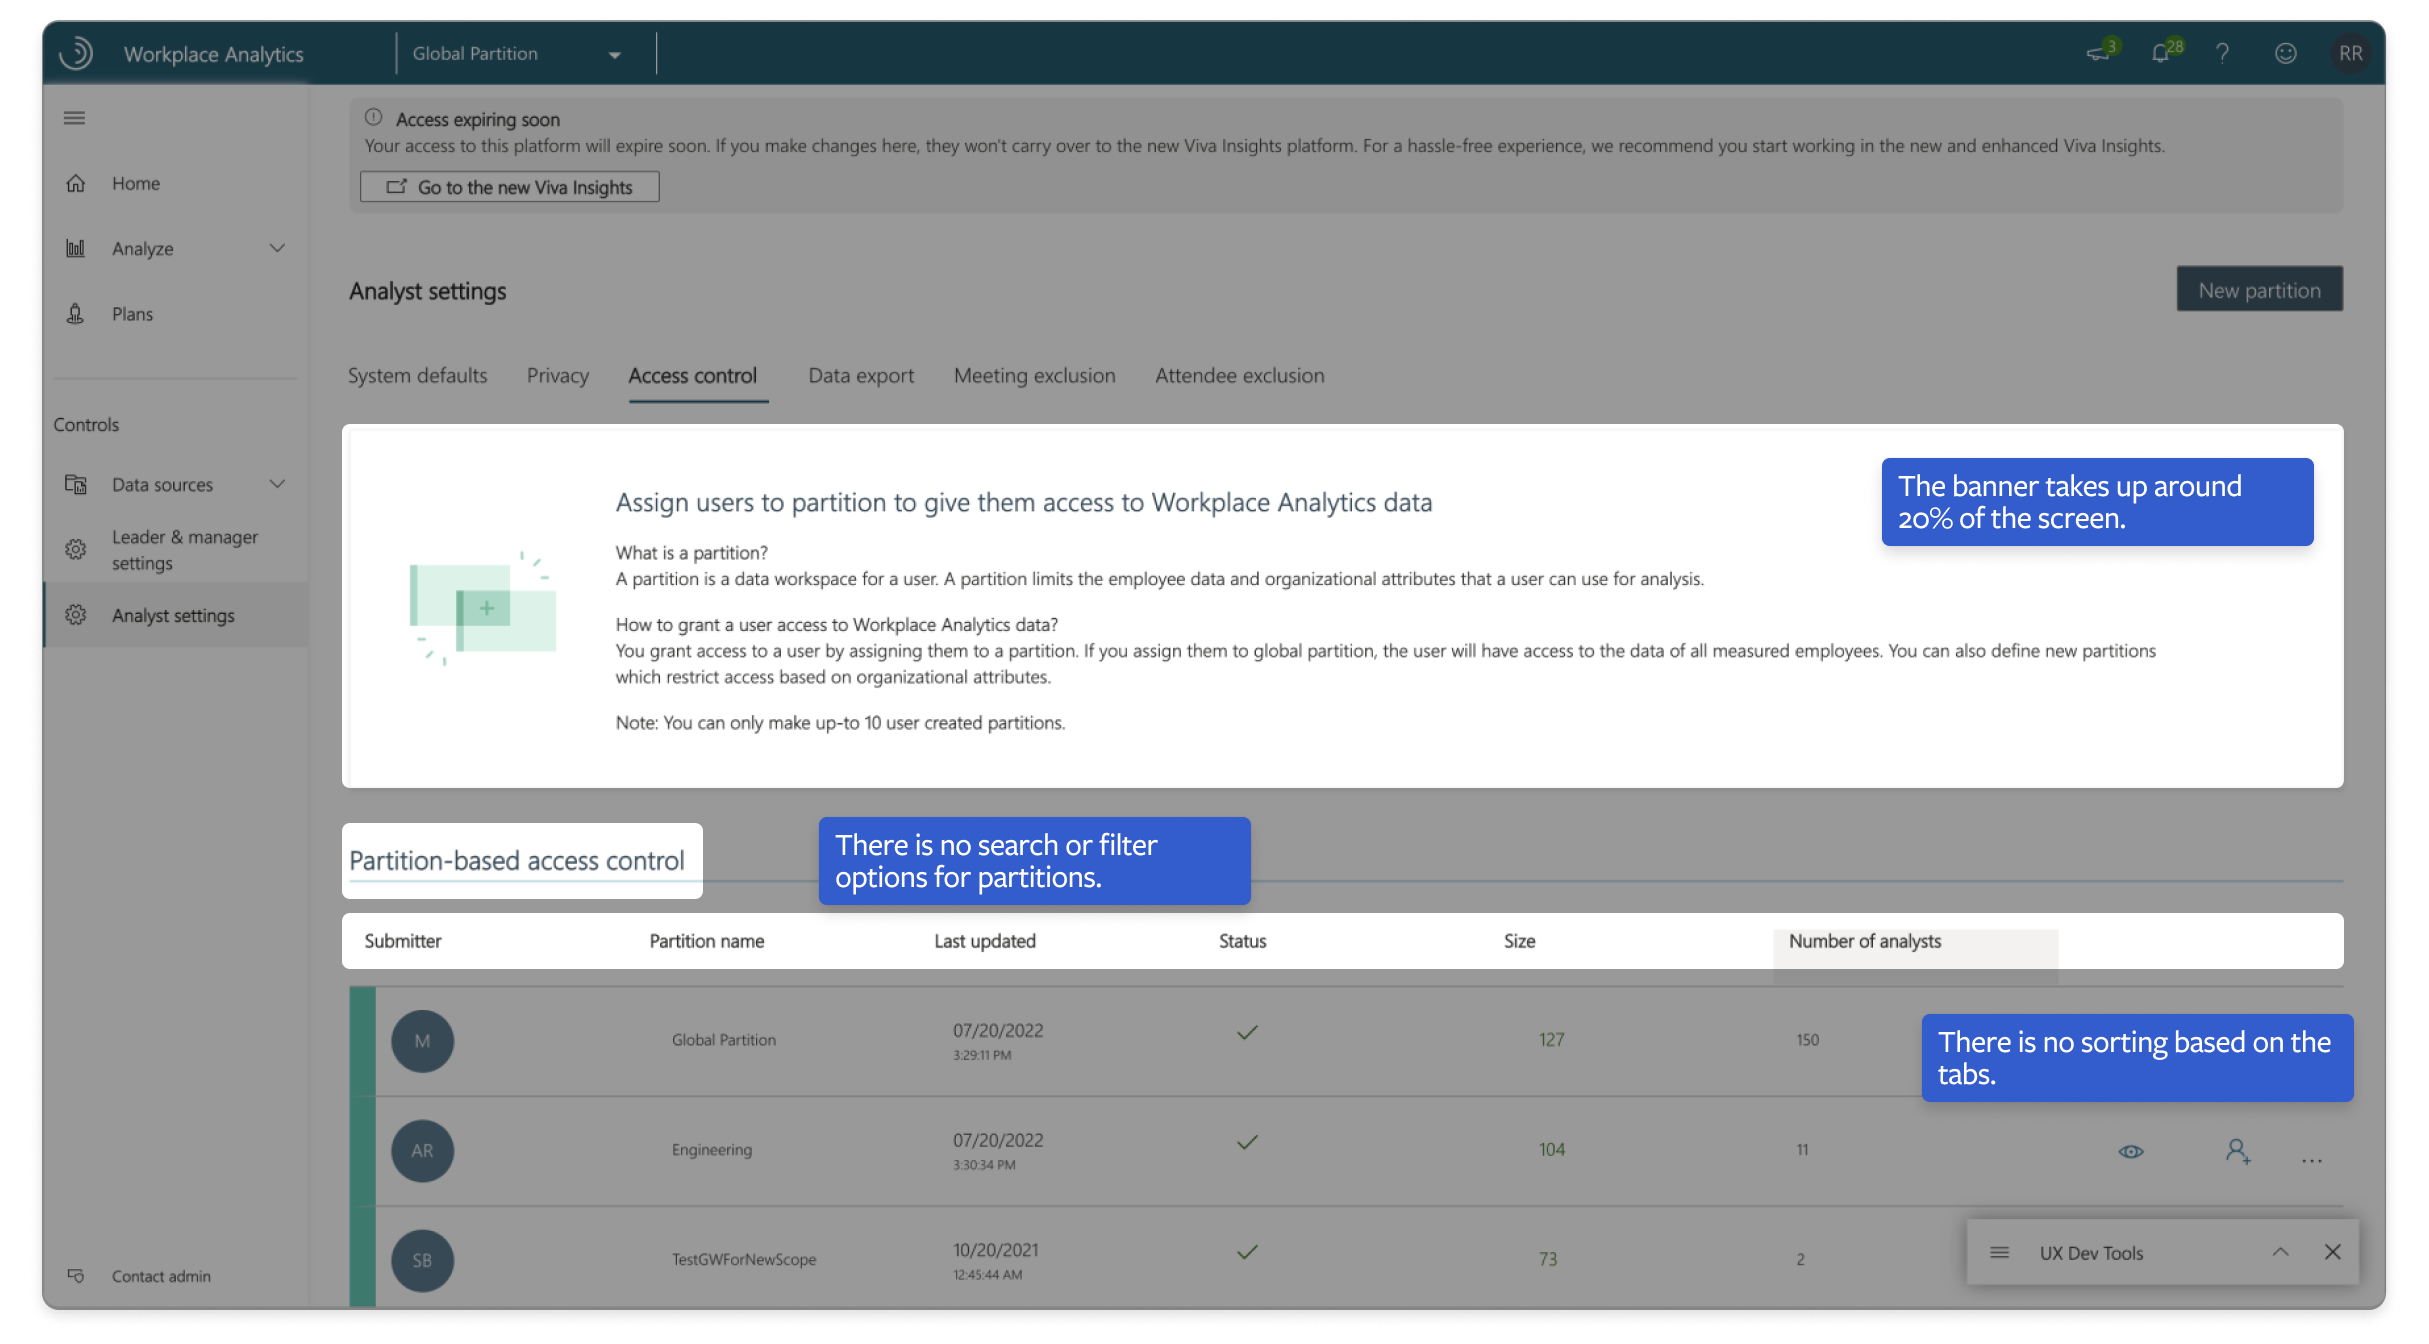 Workplace Analytics
Global Partition
3
28
?
RR
Access expiring soon
Your access to this platform will expire soon. If you make changes here, they won't carry over to the new Viva Insights platform. For a hassle-free experience, we recommend you start working in the new and enhanced Viva Insights.
Go to the new Viva Insights
Home
Analyze
Plans
Controls
Data sources
Leader & manager
settings
Analyst settings
Contact admin
Analyst settings
New partition
System defaults
Privacy
Access control
Data export
Meeting exclusion
Attendee exclusion
The banner takes up around
20% of the screen.
Assign users to partition to give them access to Workplace Analytics data
What is a partition?
A partition is a data workspace for a user. A partition limits the employee data and organizational attributes that a user can use for analysis.
How to grant a user access to Workplace Analytics data?
You grant access to a user by assigning them to a partition. If you assign them to global partition, the user will have access to the data of all measured employees. You can also define new partitions
which restrict access based on organizational attributes.
Note: You can only make up-to 10 user created partitions.
Partition-based access control
There is no search or filter
options for partitions.
Submitter
Partition name
Last updated
Status
Size
Number of analysts
M
Global Partition
07/20/2022
3:29:11 PM
127
150
There is no sorting based on the
tabs.
AR
Engineering
07/20/2022
3:30:34 PM
104
11
...
SB
TestGWForNewScope
10/20/2021
12:45:44 AM
73
2
UX Dev Tools